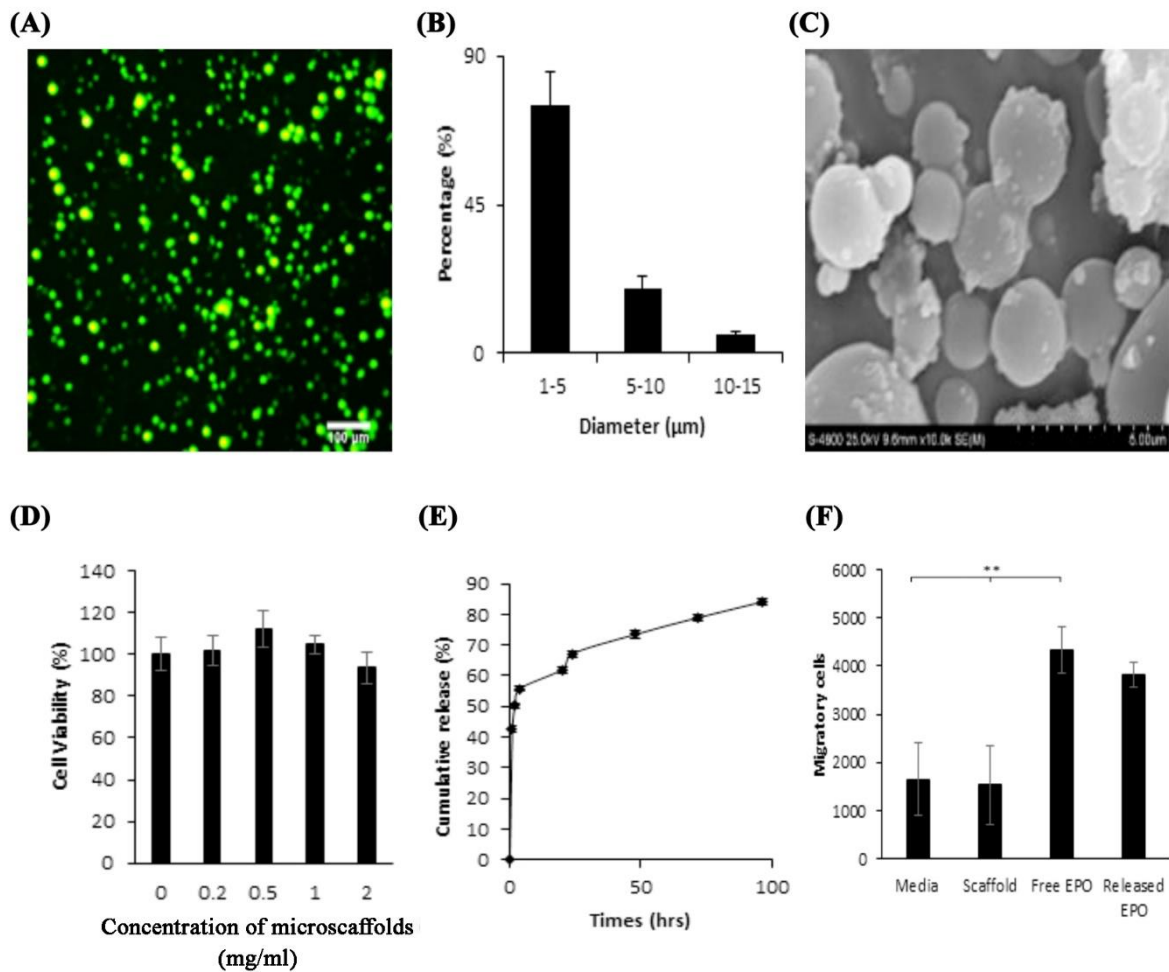 (A)
100 µm
(B)
90
45
0
Percentage (%)
1-5
5-10
10-15
Diameter (µm)
(C)
S-4800 25.0kV 9.6mm x10.0k SE(M)
5.00um
(D)
140
120
100
80
60
40
20
0
Cell Viability (%)
0
0.2
0.5
1
2
Concentration of microscaffolds
(mg/ml)
(E)
90
80
70
60
50
40
30
20
10
0
Cumulative release (%)
0
50
100
Times (hrs)
(F)
**
6000
5000
4000
3000
2000
1000
0
Migratory cells
Media
Scaffold
Free EPO
Released
EPO